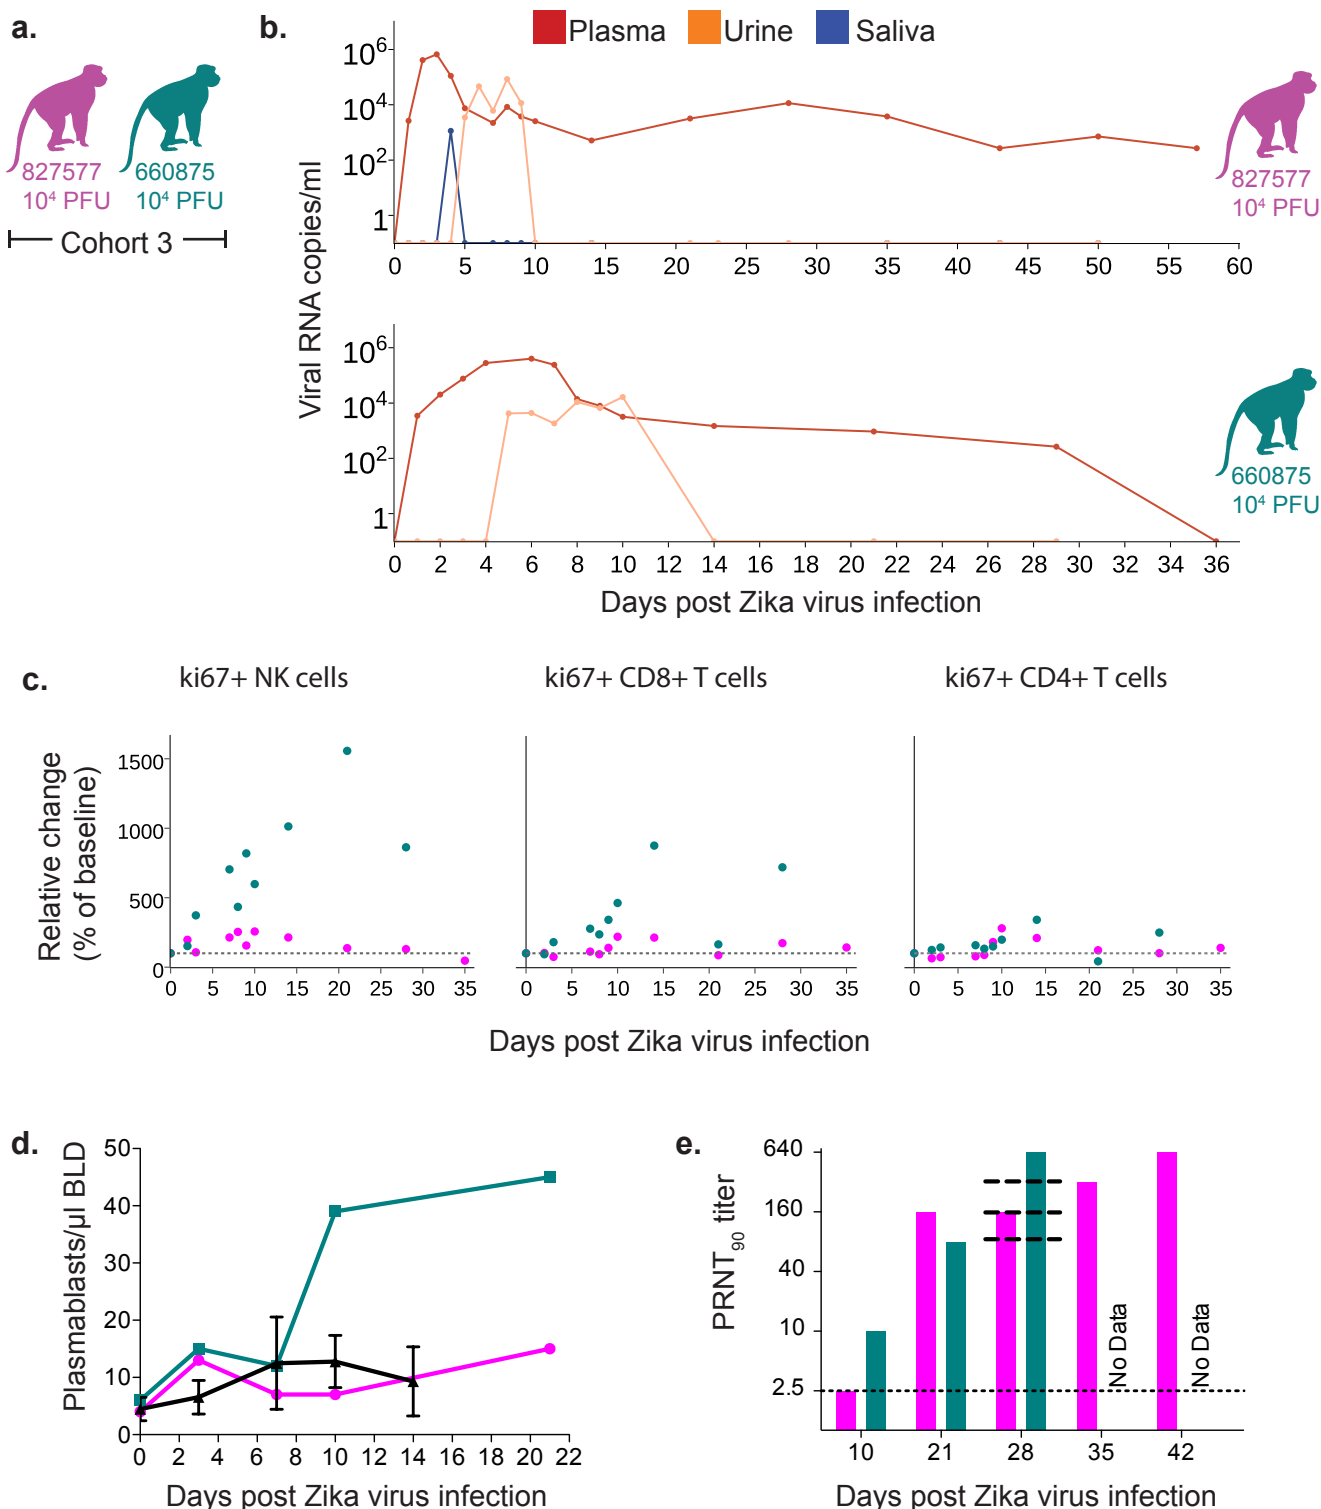 a.
827577
10⁴ PFU
660875
10⁴ PFU
Cohort 3
b.
Plasma Urine Saliva
Viral RNA copies/ml
10⁶
10⁴
10²
1
0 5 10 15 20 25 30 35 40 45 50 55 60
827577
10⁴ PFU
10⁶
10⁴
10²
1
0 2 4 6 8 10 12 14 16 18 20 22 24 26 28 30 32 34 36
660875
10⁴ PFU
Days post Zika virus infection
c.
ki67+ NK cells
ki67+ CD8+ T cells
ki67+ CD4+ T cells
Relative change
(% of baseline)
1500
1000
500
0
0 5 10 15 20 25 30 35
0 5 10 15 20 25 30 35
0 5 10 15 20 25 30 35
Days post Zika virus infection
d.
Plasmablasts/µl BLD
50
40
30
20
10
0
0 2 4 6 8 10 12 14 16 18 20 22
Days post Zika virus infection
e.
PRNT₉₀ titer
640
160
40
10
2.5
No Data
No Data
10 21 28 35 42
Days post Zika virus infection